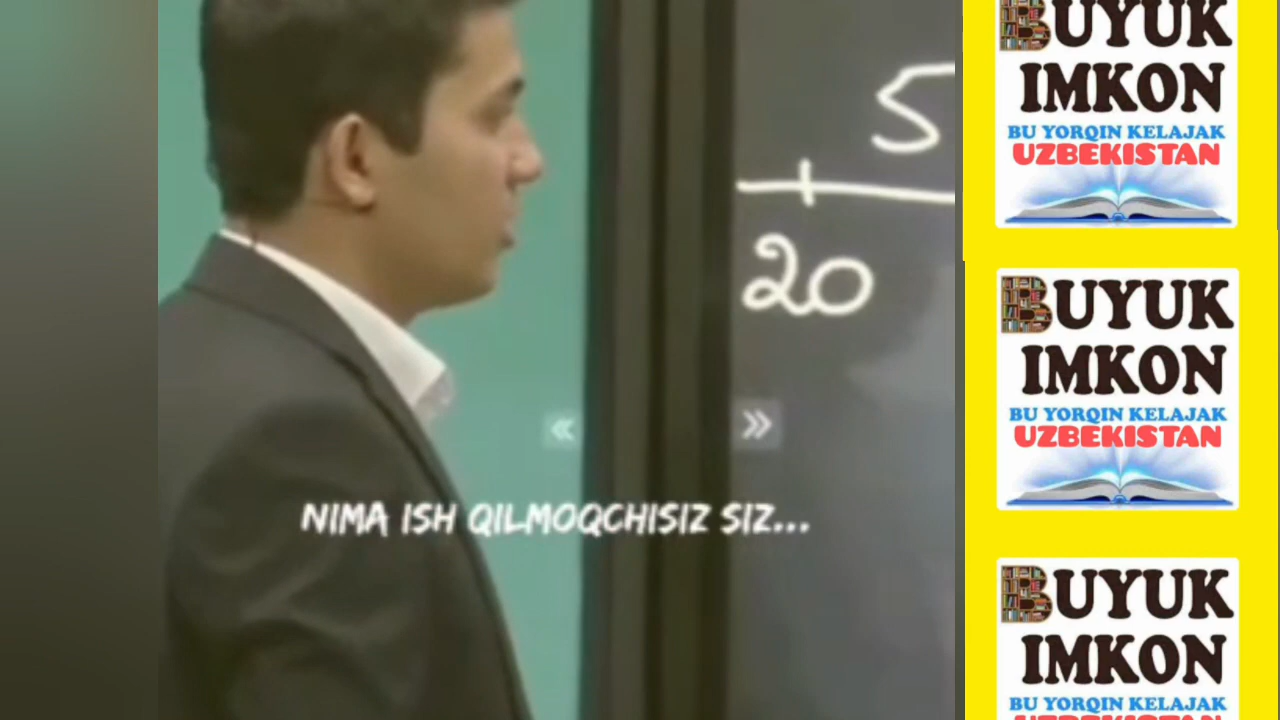 5
20
«
»
NIMA ISH QILMOQCHISIZ SIZ...
BUYUK
IMKON
BU YORQIN KELAJAK
UZBEKISTAN
BUYUK
IMKON
BU YORQIN KELAJAK
UZBEKISTAN
BUYUK
IMKON
BU YORQIN KELAJAK
UZBEKISTAN